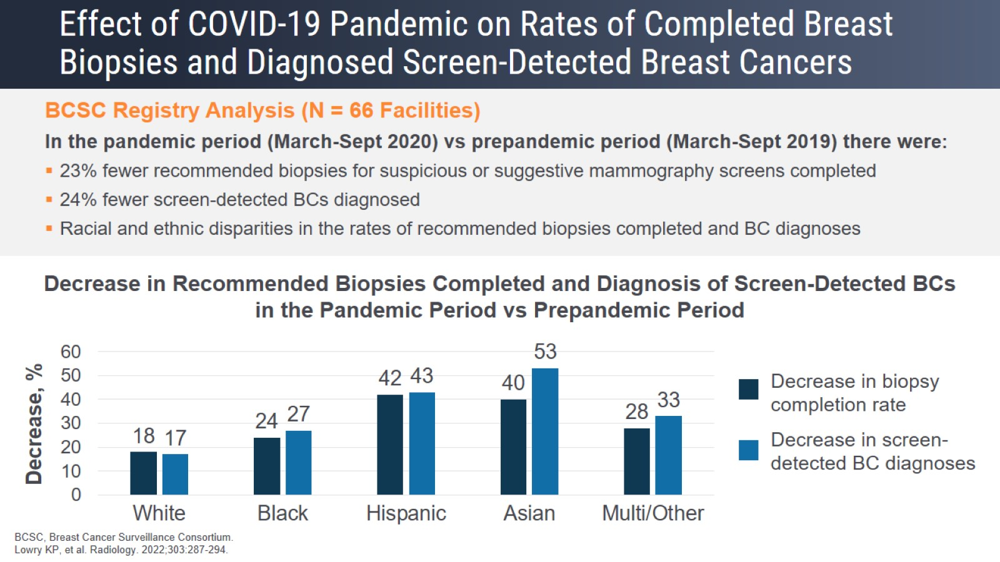 Effect of COVID-19 Pandemic on Rates of Completed Breast
Biopsies and Diagnosed Screen-Detected Breast Cancers
BCSC Registry Analysis (N = 66 Facilities)
In the pandemic period (March-Sept 2020) vs prepandemic period (March-Sept 2019) there were:
▪ 23% fewer recommended biopsies for suspicious or suggestive mammography screens completed
▪ 24% fewer screen-detected BCs diagnosed
▪ Racial and ethnic disparities in the rates of recommended biopsies completed and BC diagnoses
Decrease in Recommended Biopsies Completed and Diagnosis of Screen-Detected BCs
in the Pandemic Period vs Prepandemic Period
Decrease, %
60
50
40
30
20
10
0
18 17
24 27
42 43
40 53
28 33
White Black Hispanic Asian Multi/Other
Decrease in biopsy
completion rate
Decrease in screen-
detected BC diagnoses
BCSC, Breast Cancer Surveillance Consortium.
Lowry KP, et al. Radiology. 2022;303:287-294.